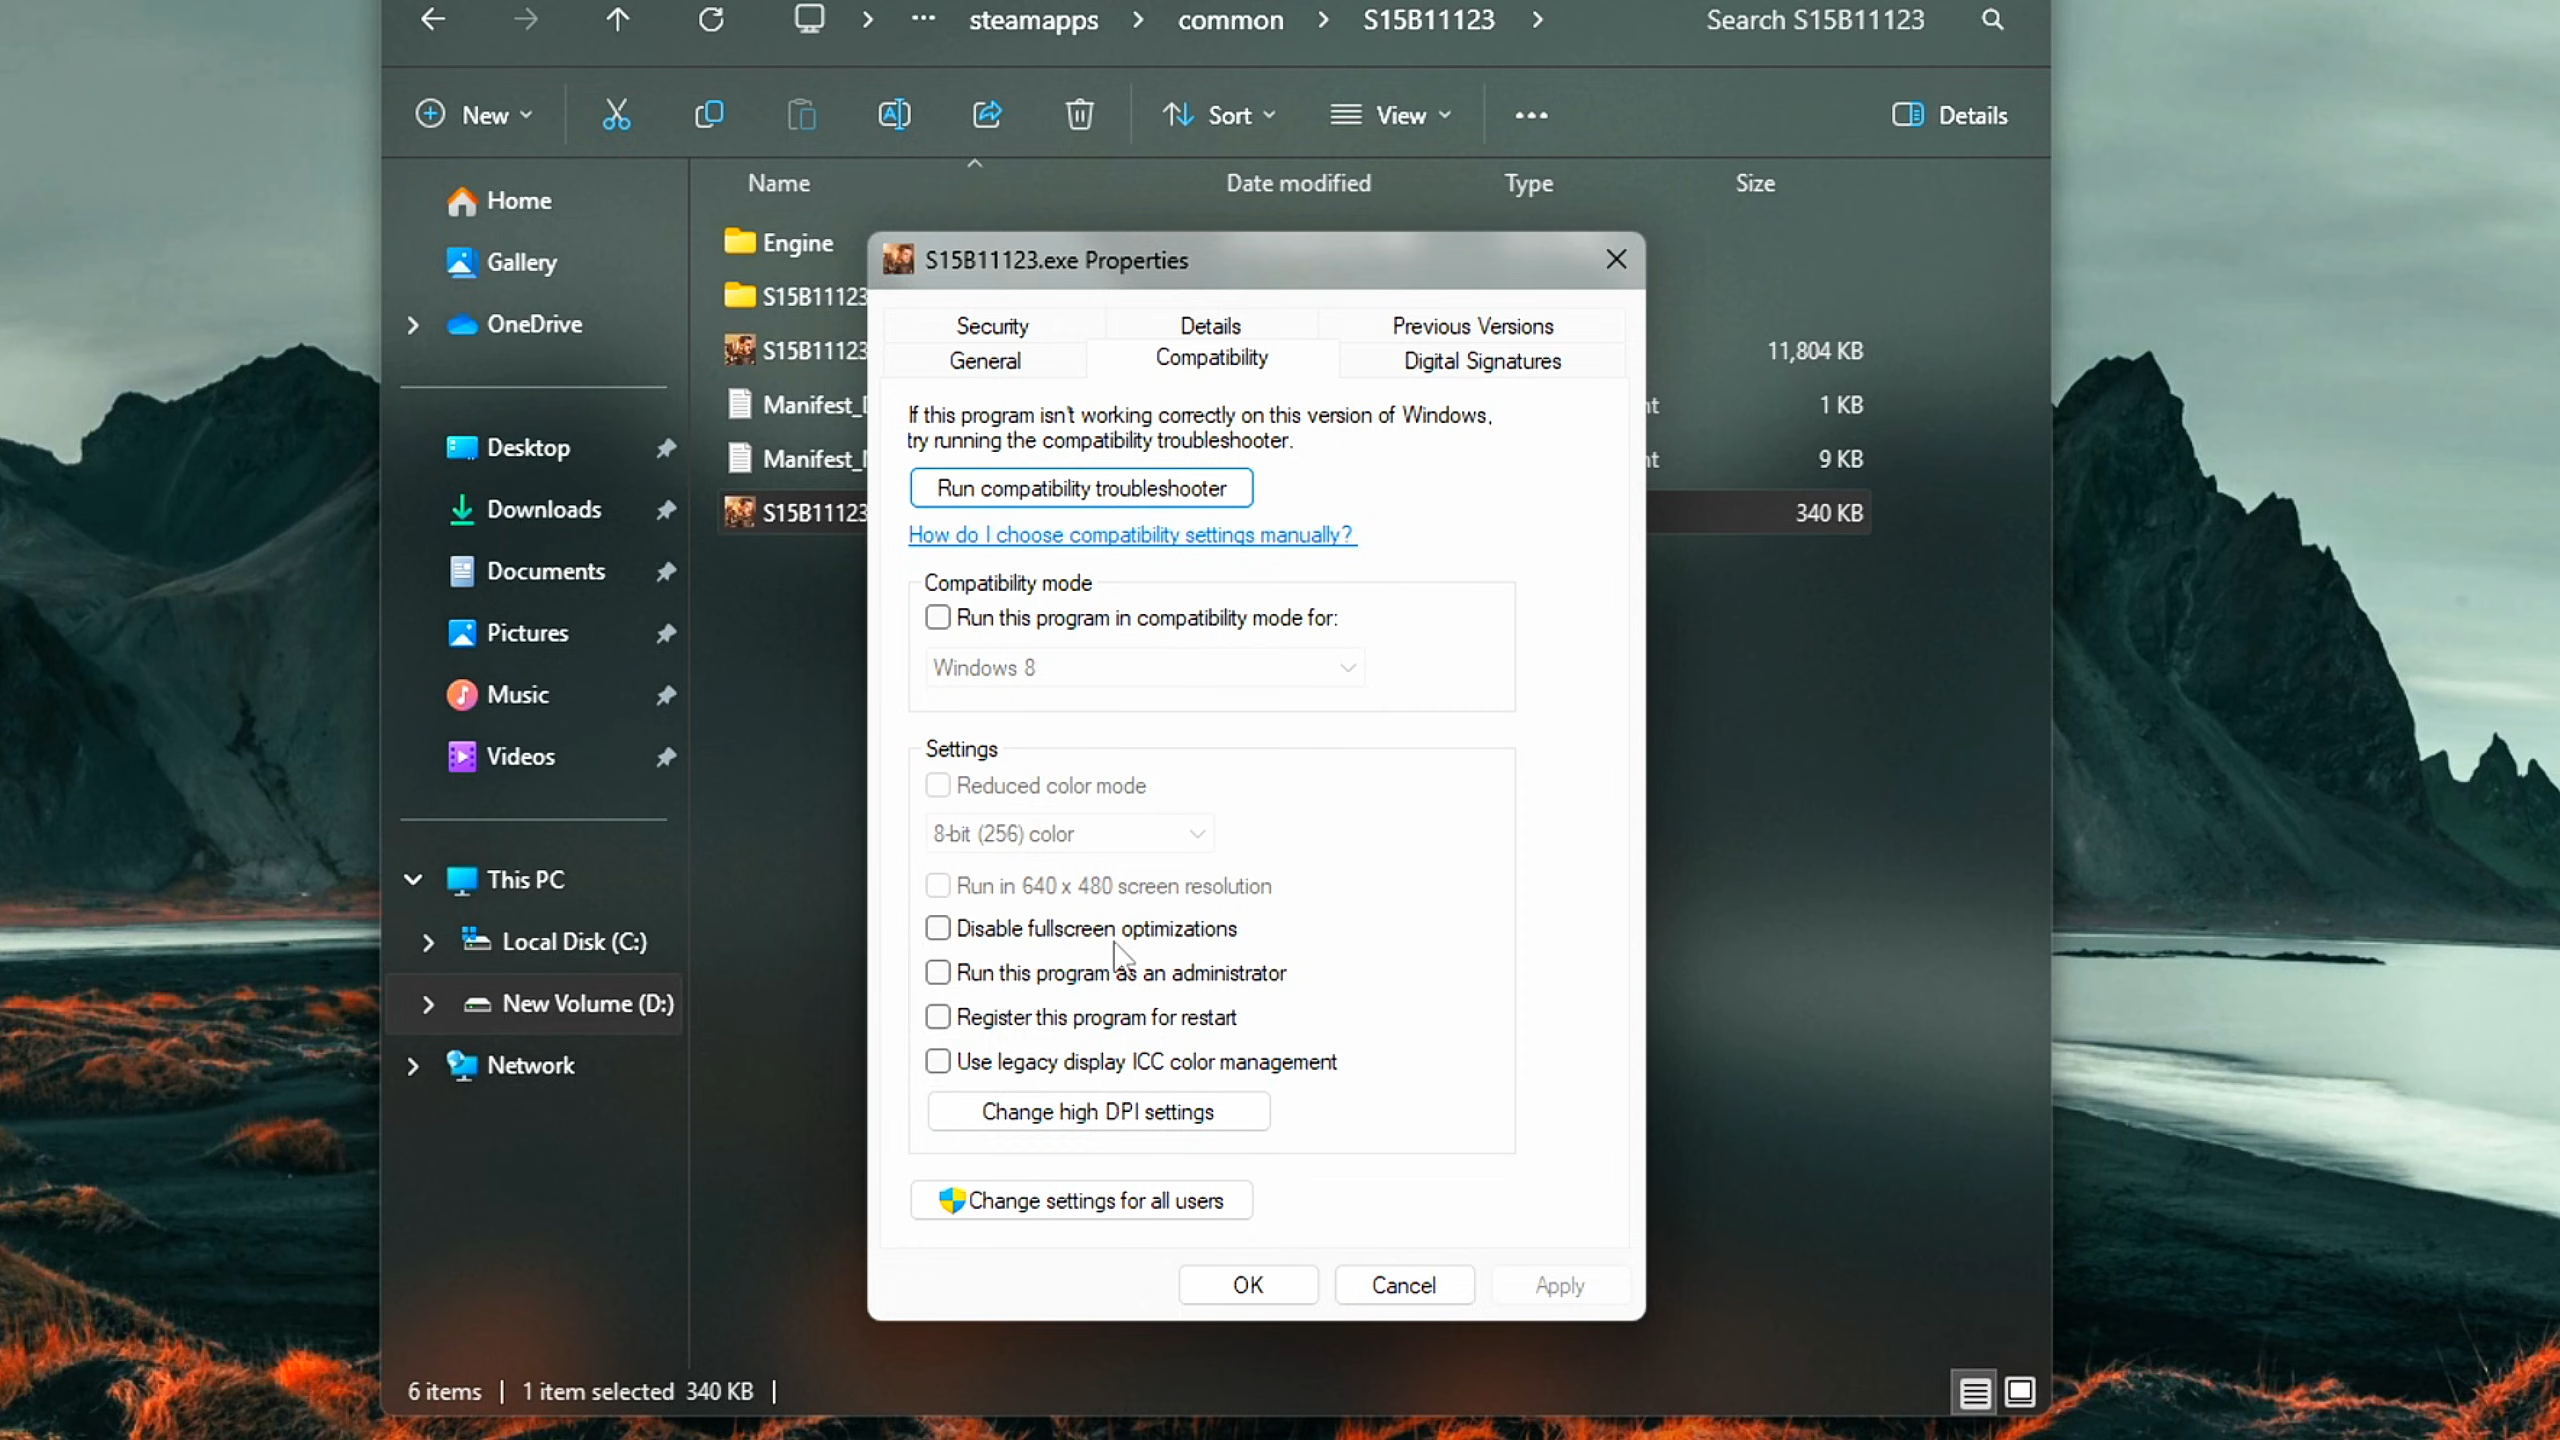 steamapps > common > S15B11123 >
Search S15B11123
New
Sort
View
Details
Name
Date modified
Type
Size
Home
Gallery
OneDrive
Desktop
Downloads
Documents
Pictures
Music
Videos
This PC
Local Disk (C:)
New Volume (D:)
Network
Engine
S15B11123
S15B11123
11,804 KB
Manifest_
nt
1 KB
Manifest_
nt
9 KB
S15B11123
340 KB
S15B11123.exe Properties
Security
Details
Previous Versions
General
Compatibility
Digital Signatures
If this program isn't working correctly on this version of Windows,
try running the compatibility troubleshooter.
Run compatibility troubleshooter
How do I choose compatibility settings manually?
Compatibility mode
Run this program in compatibility mode for:
Windows 8
Settings
Reduced color mode
8-bit (256) color
Run in 640 x 480 screen resolution
Disable fullscreen optimizations
Run this program as an administrator
Register this program for restart
Use legacy display ICC color management
Change high DPI settings
Change settings for all users
OK
Cancel
Apply
6 items | 1 item selected 340 KB |